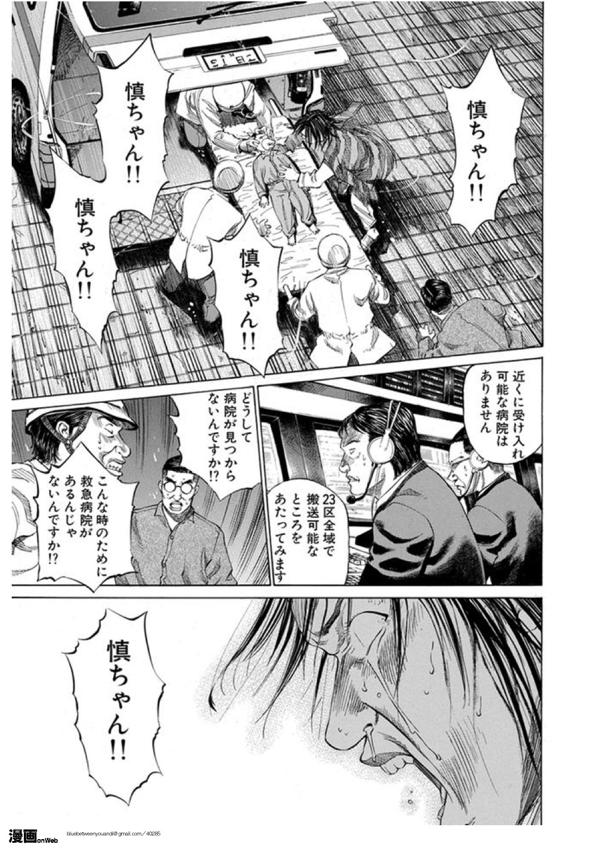 慎ちゃん!!
慎ちゃん!!
慎ちゃん!!
慎ちゃん!!
近くに受け入れ
可能な病院は
ありません
23区全域で
搬送可能な
ところを
あたってみます
どうして
病院が見つから
ないんですか!?
こんな時のために
救急病院が
あるんじゃ
ないんですか!?
慎ちゃん!!
漫画onWeb
bluebetweenyouandi@gmail.com/40285